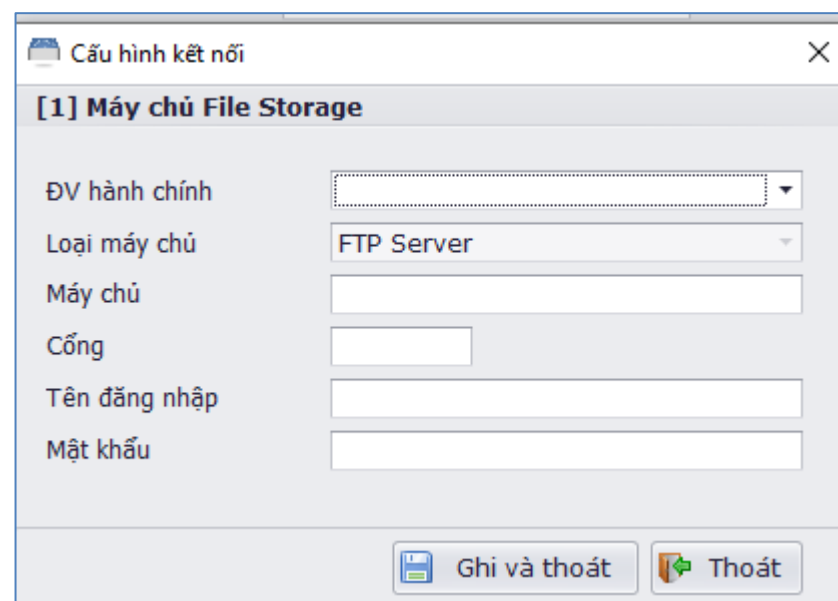 Cấu hình kết nối
[1] Máy chủ File Storage
ĐV hành chính
Loại máy chủ FTP Server
Máy chủ
Cổng
Tên đăng nhập
Mật khẩu
Ghi và thoát Thoát